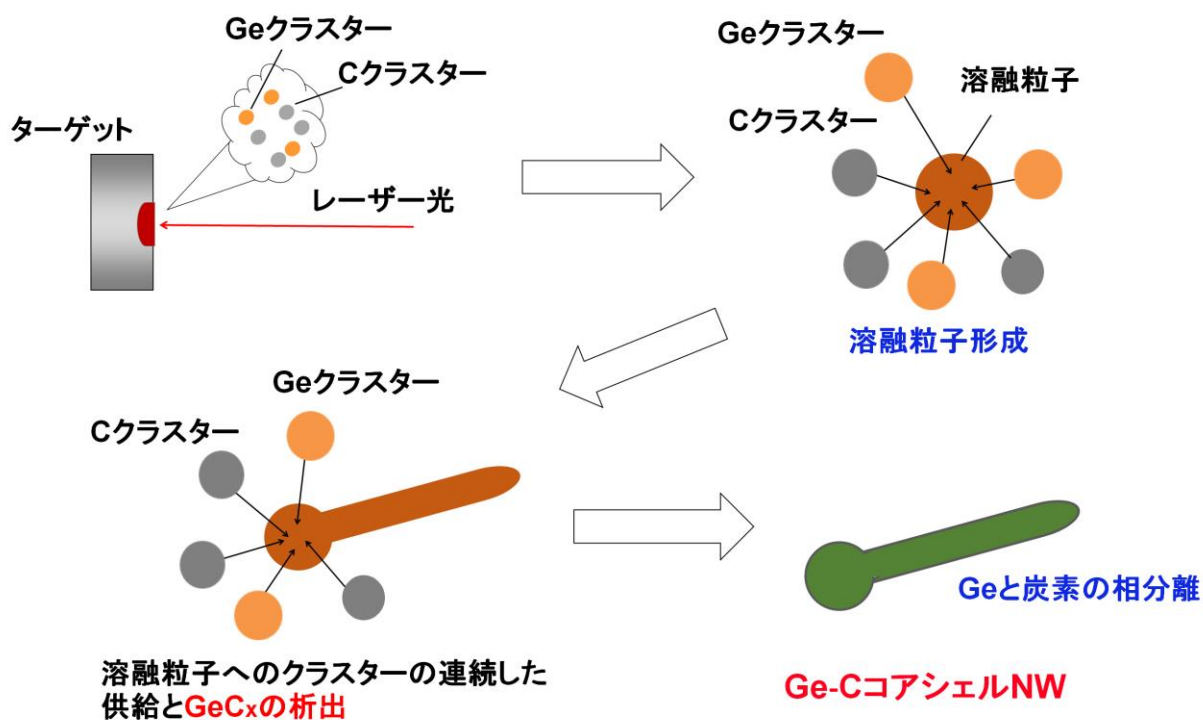 Geクラスター
Cクラスター
ターゲット
レーザー光
Geクラスター
溶融粒子
Cクラスター
溶融粒子形成
Geクラスター
Cクラスター
溶融粒子へのクラスターの連続した
供給とGeCxの析出
Geと炭素の相分離
Ge-CコアシェルNW